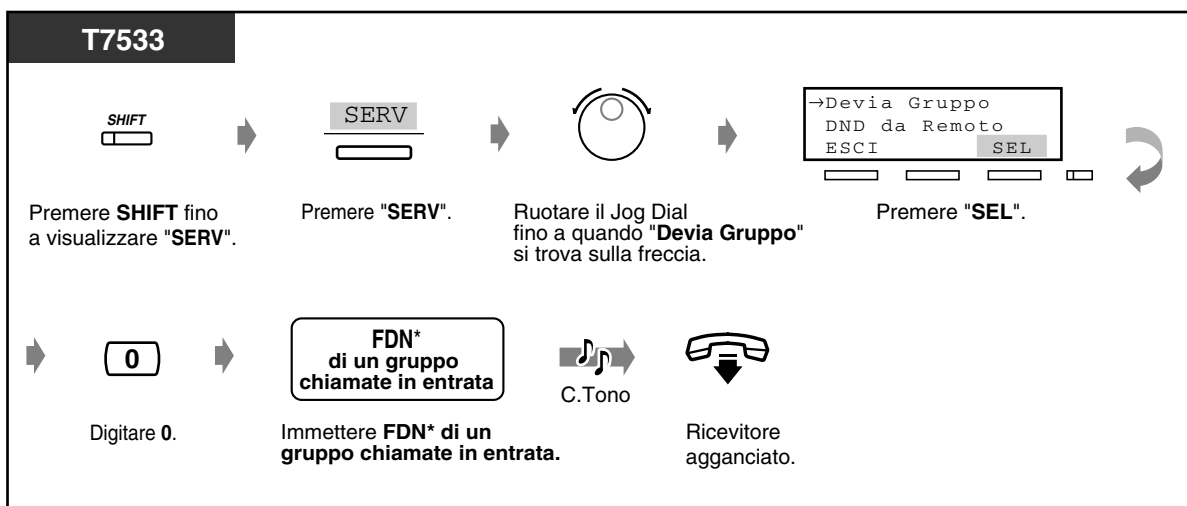 T7533
SHIFT
SERV
→Devia Gruppo
DND da Remoto
ESCI SEL
Premere SHIFT fino
a visualizzare "SERV".
Premere "SERV".
Ruotare il Jog Dial
fino a quando "Devia Gruppo"
si trova sulla freccia.
Premere "SEL".
0
FDN*
di un gruppo
chiamate in entrata
C.Tono
Digitare 0.
Immettere FDN* di un
gruppo chiamate in entrata.
Ricevitore
agganciato.